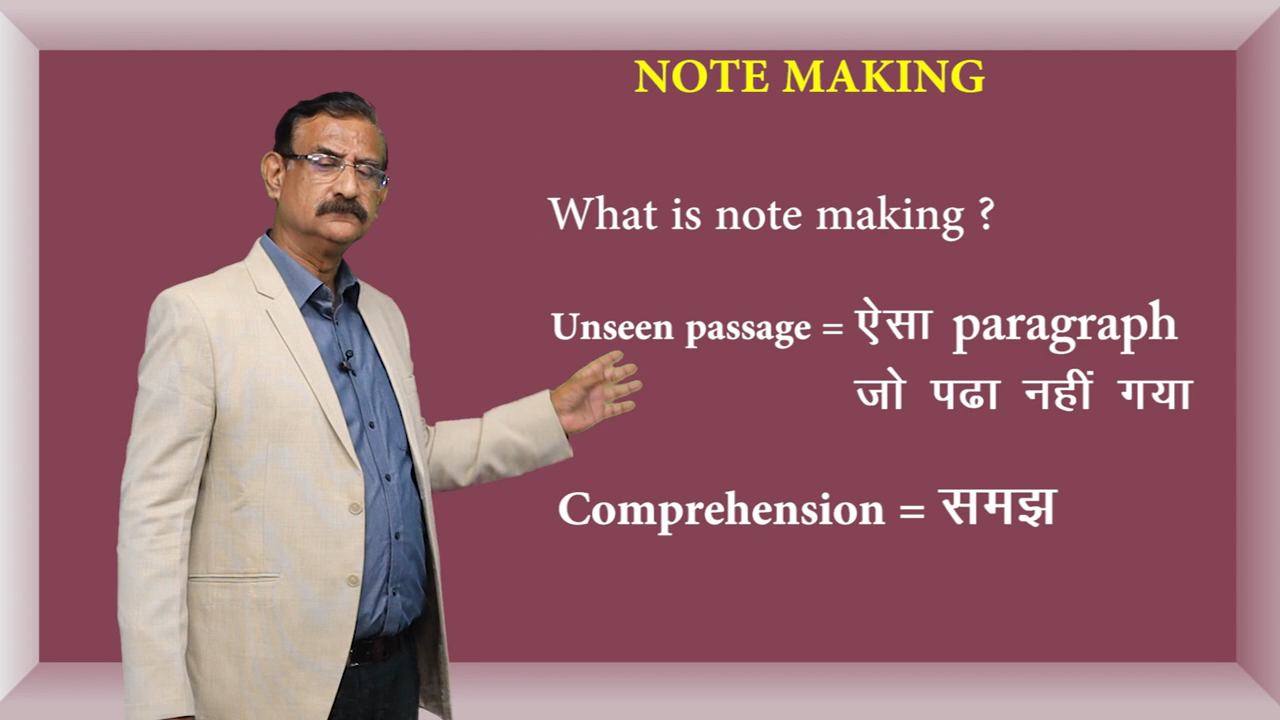 NOTE MAKING
What is note making ?
Unseen passage = ऐसा paragraph
जो पढा नहीं गया
Comprehension = समझ